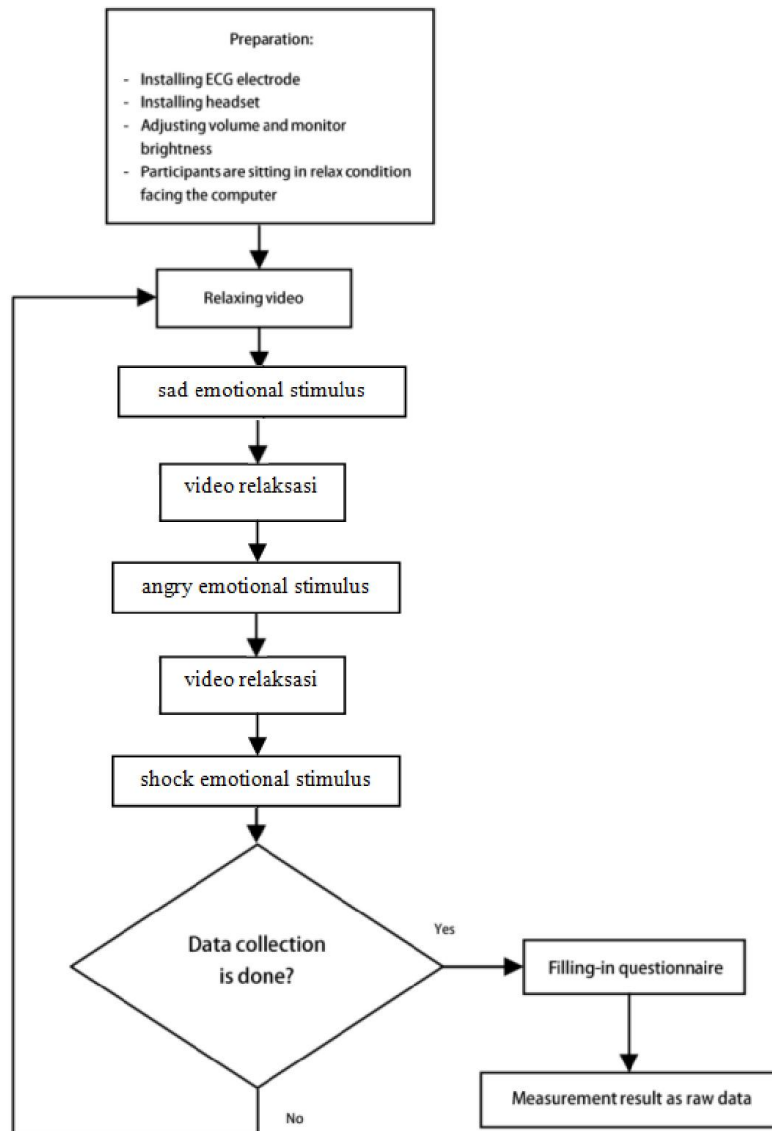 Preparation:
- Installing ECG electrode
- Installing headset
- Adjusting volume and monitor
brightness
- Participants are sitting in relax condition
facing the computer
Relaxing video
sad emotional stimulus
video relaksasi
angry emotional stimulus
video relaksasi
shock emotional stimulus
Data collection
is done?
Yes
Filling-in questionnaire
Measurement result as raw data
No